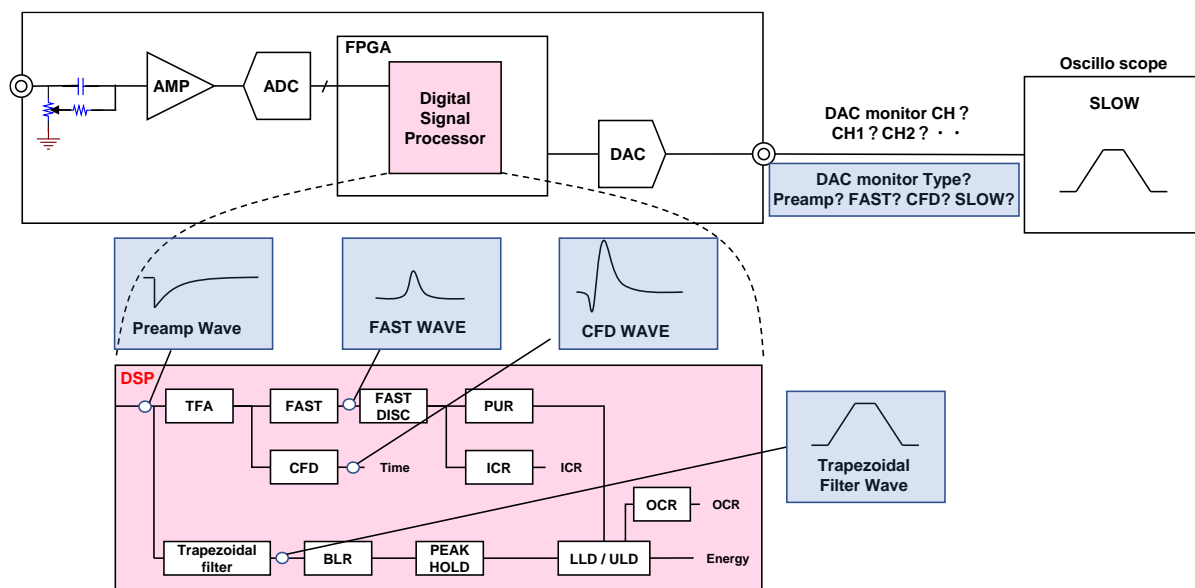 FPGA
AMP
ADC
Digital
Signal
Processor
DAC
DAC monitor CH？
CH1？CH2？・・
DAC monitor Type?
Preamp? FAST? CFD? SLOW?
Oscillo scope
SLOW
Preamp Wave
FAST WAVE
CFD WAVE
DSP
TFA
FAST
FAST
DISC
PUR
CFD
Time
ICR
ICR
Trapezoidal
Filter Wave
OCR
OCR
Trapezoidal
filter
BLR
PEAK
HOLD
LLD / ULD
Energy